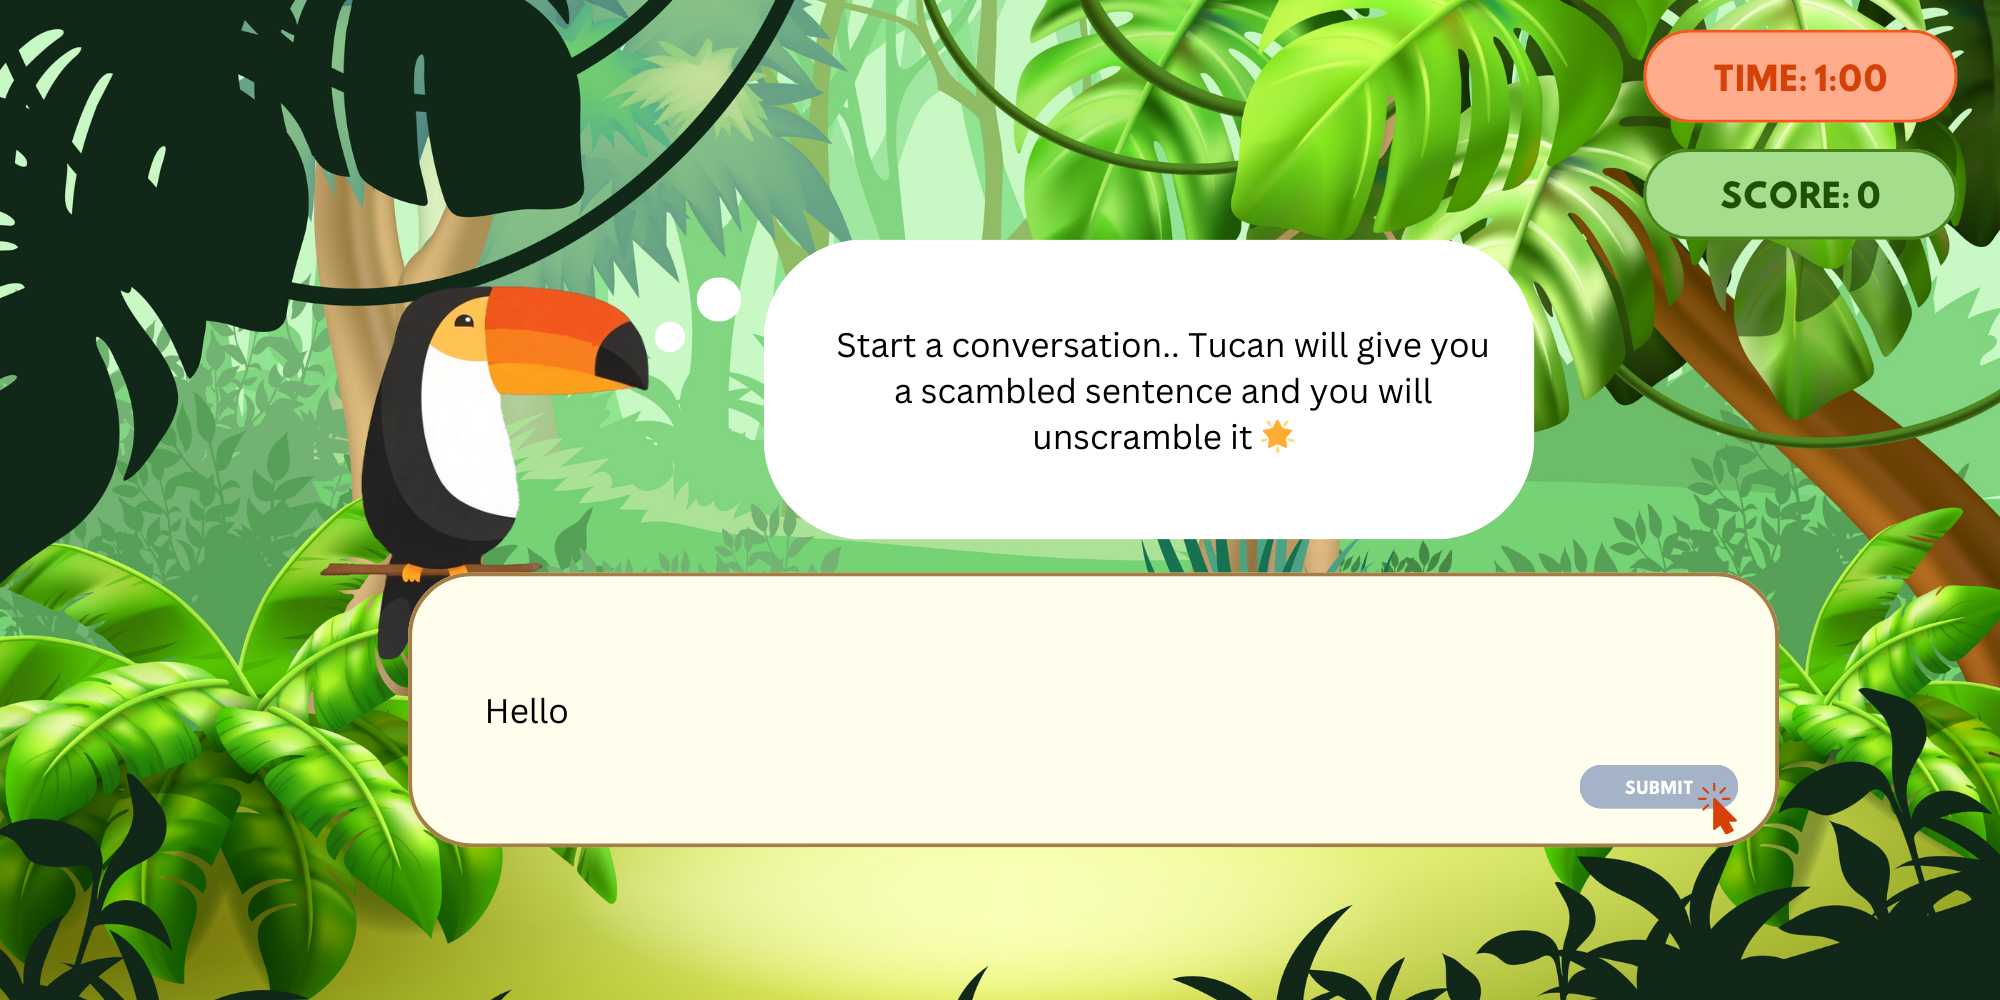 TIME: 1:00
SCORE: 0
Start a conversation.. Tucan will give you
a scambled sentence and you will
unscramble it 🌟
Hello
SUBMIT